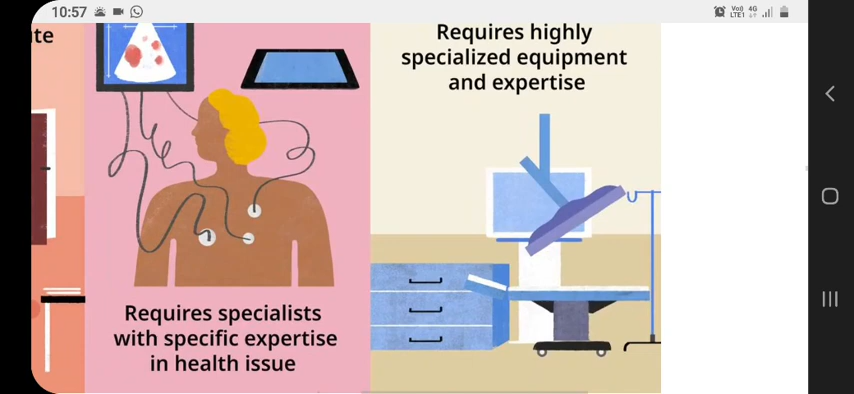 10:57
Vo))
4G
LTE1
te
Requires highly
specialized equipment
and expertise
Requires specialists
with specific expertise
in health issue